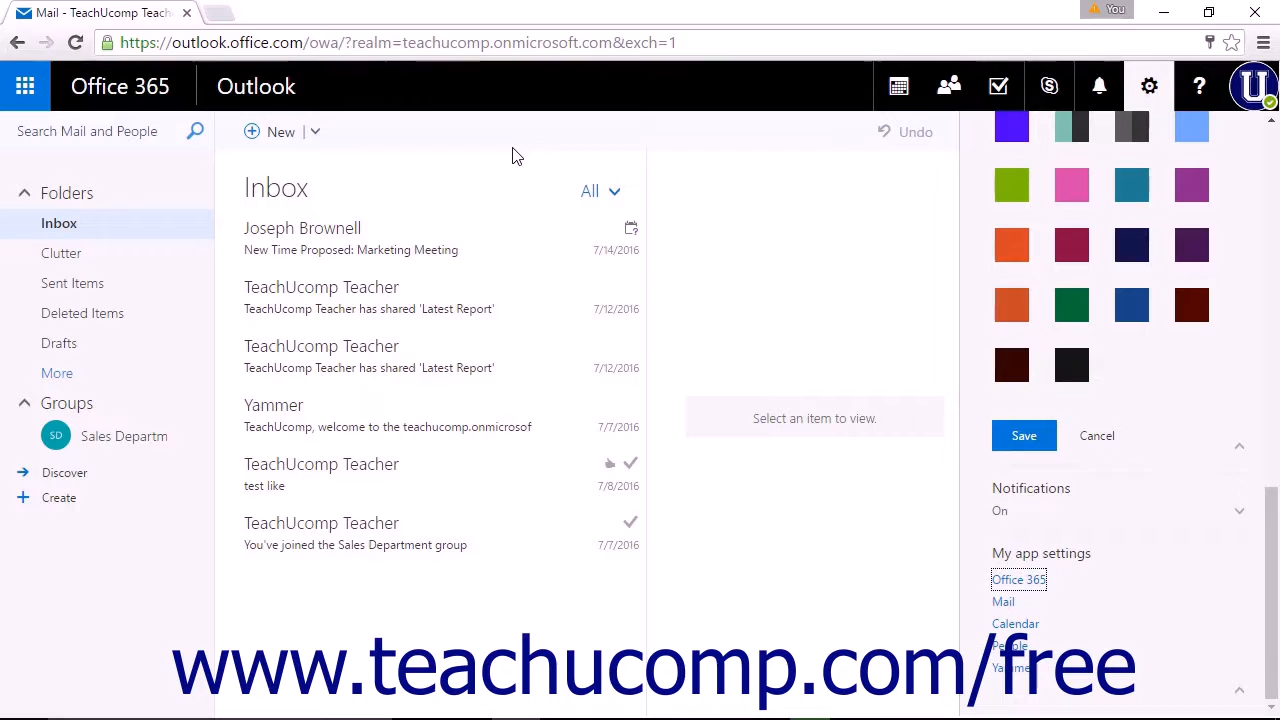 Mail - TeachUcomp Teach
You
https://outlook.office.com/owa/?realm=teachucomp.onmicrosoft.com&exch=1
Office 365
Outlook
?
U
Search Mail and People
New
Undo
Folders
Inbox
Clutter
Sent Items
Deleted Items
Drafts
More
Groups
SD Sales Departm
Discover
Create
Inbox
All
Joseph Brownell
New Time Proposed: Marketing Meeting 7/14/2016
TeachUcomp Teacher
TeachUcomp Teacher has shared 'Latest Report' 7/12/2016
TeachUcomp Teacher
TeachUcomp Teacher has shared 'Latest Report' 7/12/2016
Yammer
TeachUcomp, welcome to the teachucomp.onmicrosof 7/7/2016
TeachUcomp Teacher
test like 7/8/2016
TeachUcomp Teacher
You've joined the Sales Department group 7/7/2016
Select an item to view.
Save Cancel
Notifications
On
My app settings
Office 365
Mail
Calendar
People
Yammer
www.teachucomp.com/free